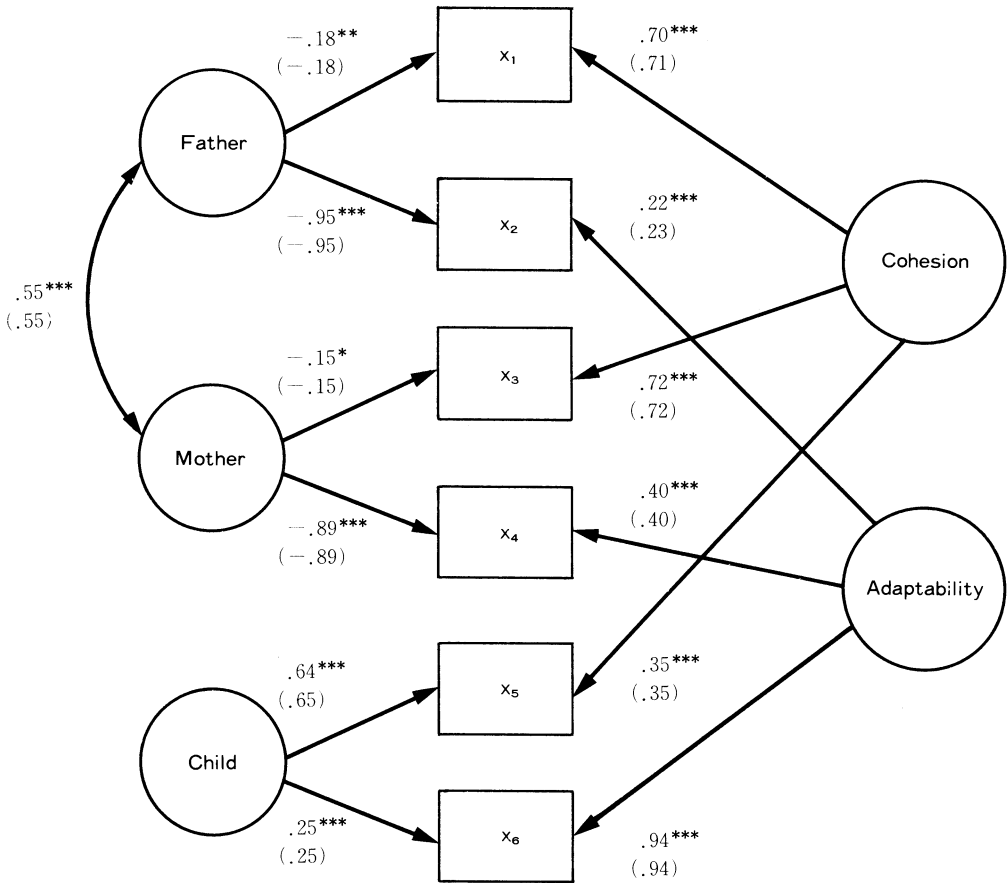 −.18**
(−.18)
x₁
.70***
(.71)
Father
−.95***
(−.95)
x₂
.22***
(.23)
Cohesion
.55***
(.55)
−.15*
(−.15)
x₃
.72***
(.72)
Mother
−.89***
(−.89)
x₄
.40***
(.40)
Adaptability
.64***
(.65)
x₅
.35***
(.35)
Child
.25***
(.25)
x₆
.94***
(.94)